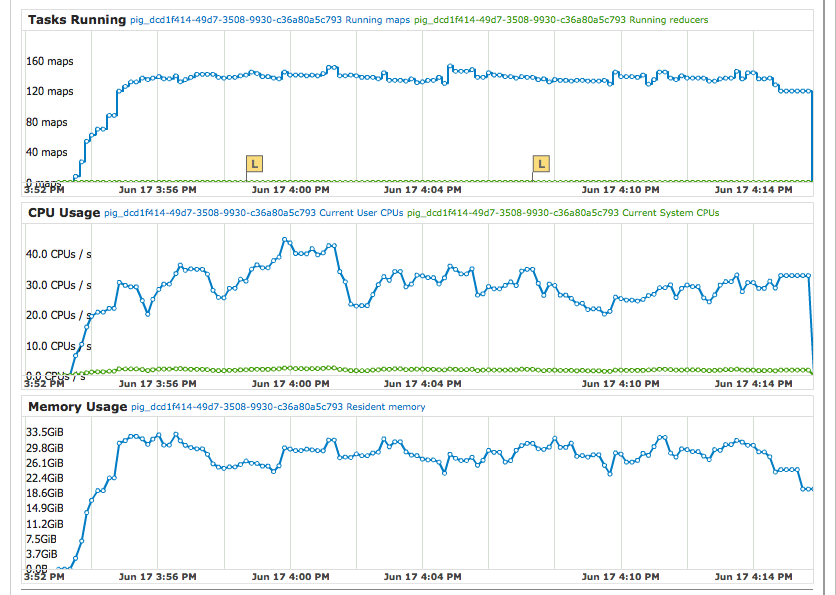 Tasks Running pig_dcd1f414-49d7-3508-9930-c36a80a5c793 Running maps pig_dcd1f414-49d7-3508-9930-c36a80a5c793 Running reducers
160 maps
120 maps
80 maps
40 maps
0 maps
L L
3:52 PM Jun 17 3:56 PM Jun 17 4:00 PM Jun 17 4:04 PM Jun 17 4:10 PM Jun 17 4:14 PM
CPU Usage pig_dcd1f414-49d7-3508-9930-c36a80a5c793 Current User CPUs pig_dcd1f414-49d7-3508-9930-c36a80a5c793 Current System CPUs
40.0 CPUs / s
30.0 CPUs / s
20.0 CPUs / s
10.0 CPUs / s
0.0 CPUs / s
3:52 PM Jun 17 3:56 PM Jun 17 4:00 PM Jun 17 4:04 PM Jun 17 4:10 PM Jun 17 4:14 PM
Memory Usage pig_dcd1f414-49d7-3508-9930-c36a80a5c793 Resident memory
33.5GiB
29.8GiB
26.1GiB
22.4GiB
18.6GiB
14.9GiB
11.2GiB
7.5GiB
3.7GiB
0.0B
3:52 PM Jun 17 3:56 PM Jun 17 4:00 PM Jun 17 4:04 PM Jun 17 4:10 PM Jun 17 4:14 PM